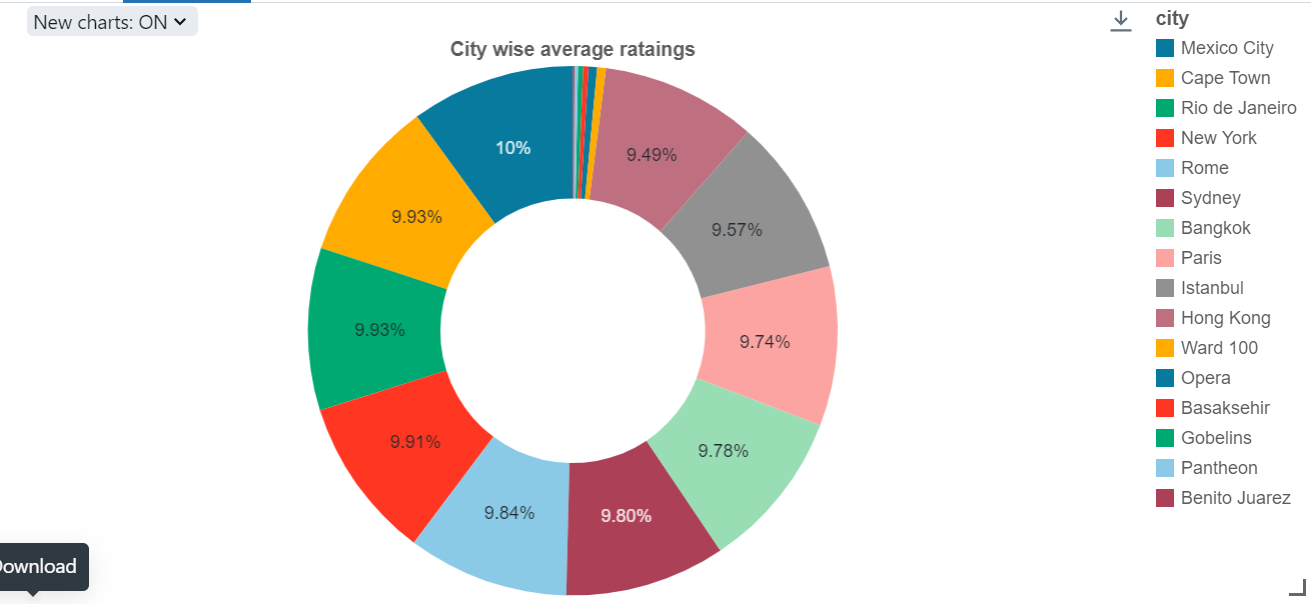 New charts: ON
City wise average rataings
10%
9.49%
9.93%
9.57%
9.93%
9.74%
9.91%
9.78%
9.84%
9.80%
city
Mexico City
Cape Town
Rio de Janeiro
New York
Rome
Sydney
Bangkok
Paris
Istanbul
Hong Kong
Ward 100
Opera
Basaksehir
Gobelins
Pantheon
Benito Juarez
ownload